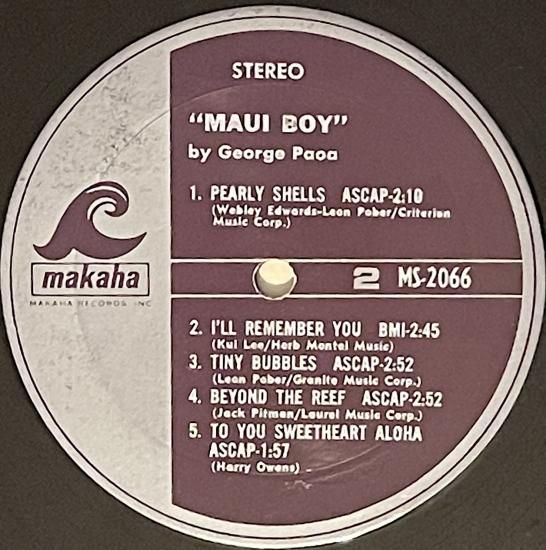 STEREO
"MAUI BOY"
by George Paoa
1. PEARLY SHELLS ASCAP-2:10
(Webley Edwards-Leon Pober/Criterion
Music Corp.)
makaha
MAKAHA RECORDS, INC
2 MS-2066
2. I'LL REMEMBER YOU BMI-2:45
(Kui Lee/Herb Montei Music)
3. TINY BUBBLES ASCAP-2:52
(Leon Pober/Granite Music Corp.)
4. BEYOND THE REEF ASCAP-2:52
(Jack Pitman/Laurel Music Corp.)
5. TO YOU SWEETHEART ALOHA
ASCAP-1:57
(Harry Owens)